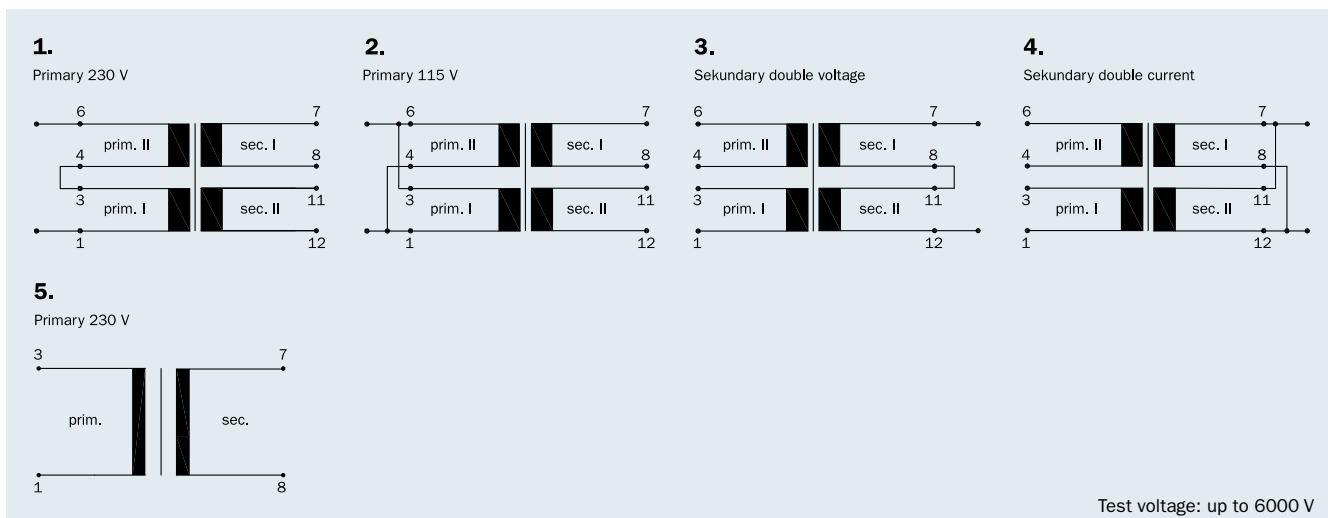 1.
Primary 230 V
6
prim. II
4
3
prim. I
1
7
sec. I
8
11
sec. II
12
2.
Primary 115 V
6
prim. II
4
3
prim. I
1
7
sec. I
8
11
sec. II
12
3.
Sekundary double voltage
6
prim. II
4
3
prim. I
1
7
sec. I
8
11
sec. II
12
4.
Sekundary double current
6
prim. II
4
3
prim. I
1
7
sec. I
8
11
sec. II
12
5.
Primary 230 V
3
prim.
1
7
sec.
8
Test voltage: up to 6000 V